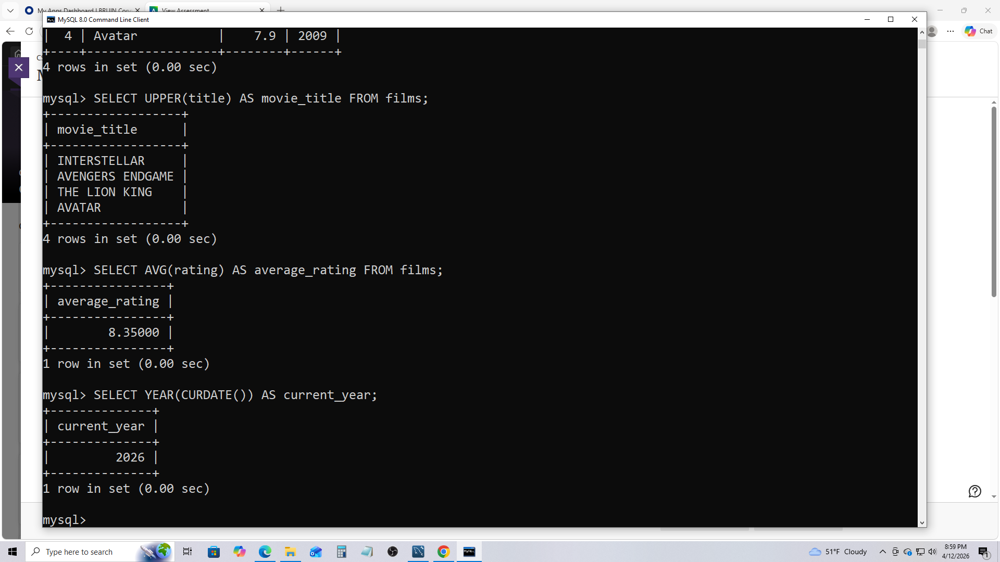 My Apps Dashboard | BRUIN Con
View Assessment
MySQL 8.0 Command Line Client
Chat
| 4 | Avatar | 7.9 | 2009 |
+----+------------------+--------+------+
4 rows in set (0.00 sec)
mysql> SELECT UPPER(title) AS movie_title FROM films;
+------------------+
| movie_title |
+------------------+
| INTERSTELLAR |
| AVENGERS ENDGAME |
| THE LION KING |
| AVATAR |
+------------------+
4 rows in set (0.00 sec)
mysql> SELECT AVG(rating) AS average_rating FROM films;
+----------------+
| average_rating |
+----------------+
| 8.35000 |
+----------------+
1 row in set (0.00 sec)
mysql> SELECT YEAR(CURDATE()) AS current_year;
+--------------+
| current_year |
+--------------+
| 2026 |
+--------------+
1 row in set (0.00 sec)
mysql>
Type here to search
51°F Cloudy
8:59 PM
4/12/2026
1